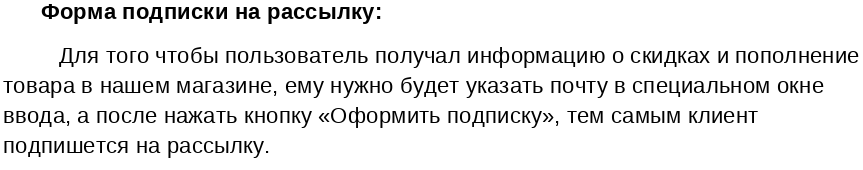 Форма подписки на рассылку:
Для того чтобы пользователь получал информацию о скидках и пополнение
товара в нашем магазине, ему нужно будет указать почту в специальном окне
ввода, а после нажать кнопку «Оформить подписку», тем самым клиент
подпишется на рассылку.